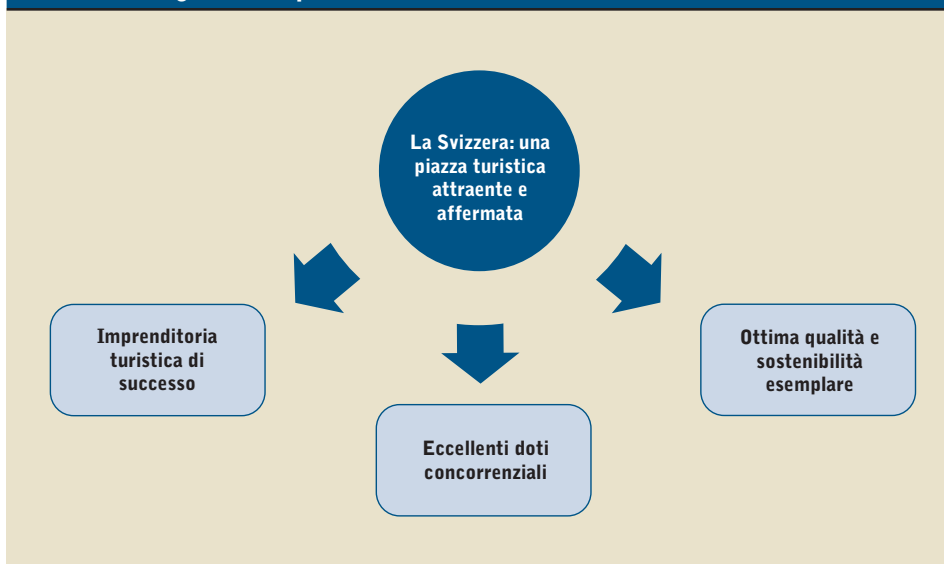 La Svizzera: una
piazza turistica
attraente e
affermata
Imprenditoria
turistica di
successo
Eccellenti doti
concorrenziali
Ottima qualità e
sostenibilità
esemplare